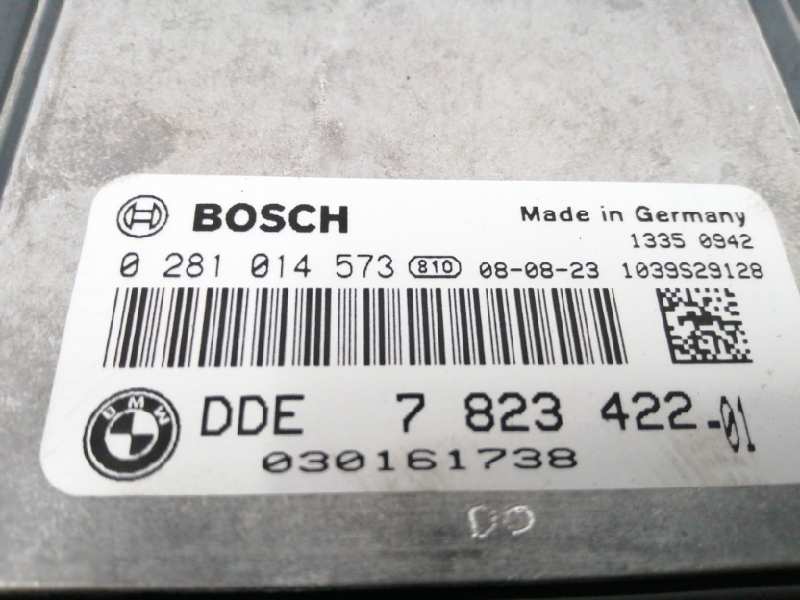 BOSCH Made in Germany
1335 0942
0 281 014 573 810 08-08-23 1039S29128
BMW DDE 7 823 422-01
030161738
DO